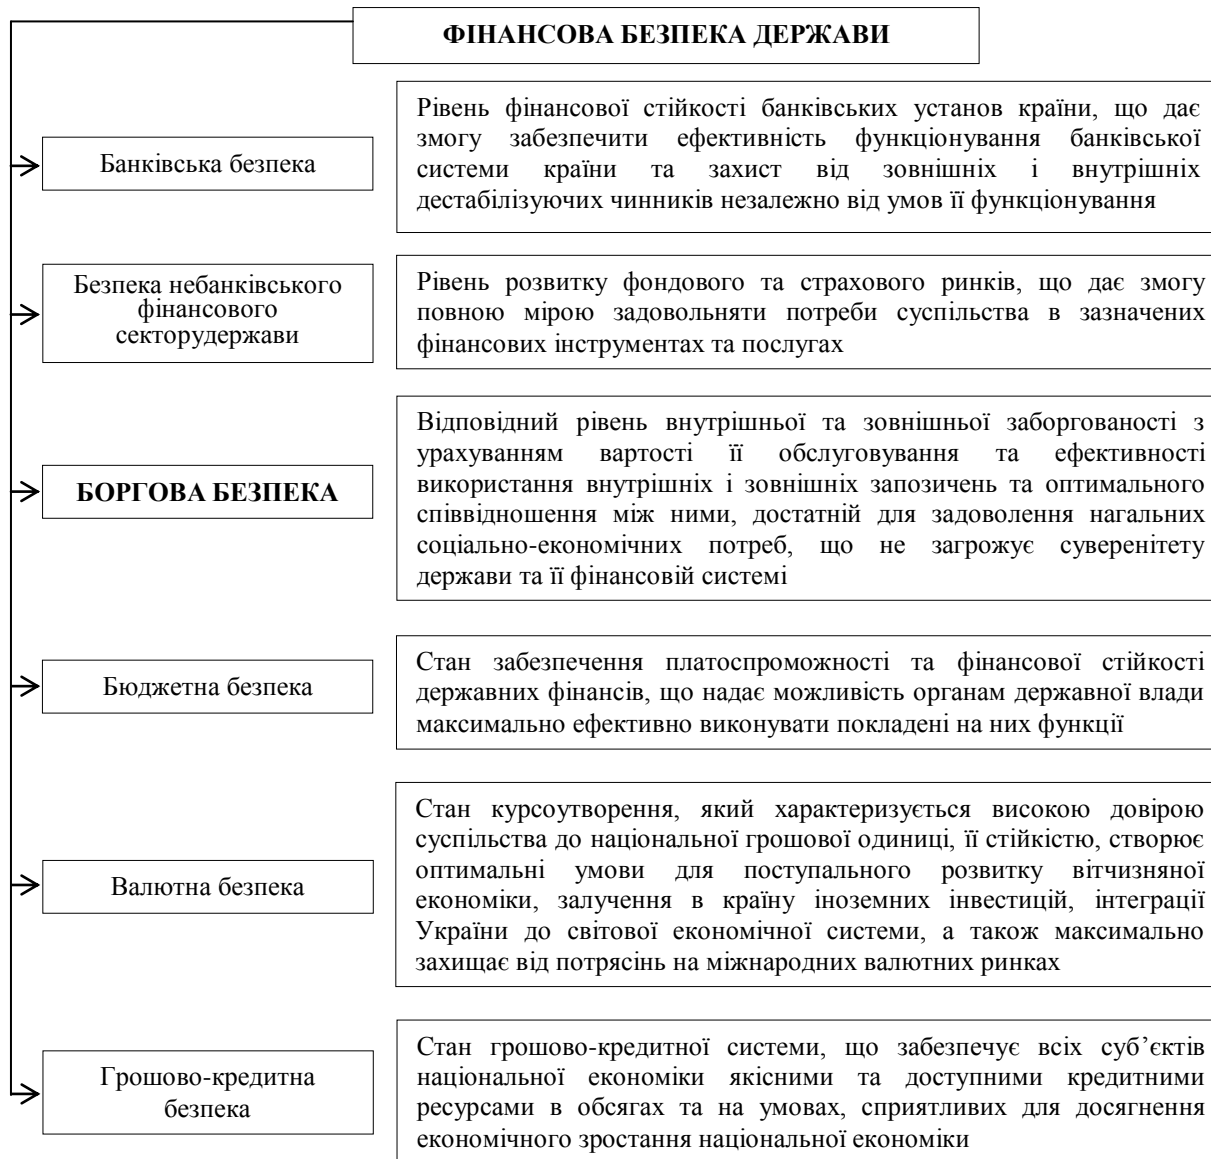 ФІНАНСОВА БЕЗПЕКА ДЕРЖАВИ
Банківська безпека
Рівень фінансової стійкості банківських установ країни, що дає
змогу забезпечити ефективність функціонування банківської
системи країни та захист від зовнішніх і внутрішніх
дестабілізуючих чинників незалежно від умов її функціонування
Безпека небанківського
фінансового
секторудержави
Рівень розвитку фондового та страхового ринків, що дає змогу
повною мірою задовольняти потреби суспільства в зазначених
фінансових інструментах та послугах
БОРГОВА БЕЗПЕКА
Відповідний рівень внутрішньої та зовнішньої заборгованості з
урахуванням вартості її обслуговування та ефективності
використання внутрішніх і зовнішніх запозичень та оптимального
співвідношення між ними, достатній для задоволення нагальних
соціально-економічних потреб, що не загрожує суверенітету
держави та її фінансовій системі
Бюджетна безпека
Стан забезпечення платоспроможності та фінансової стійкості
державних фінансів, що надає можливість органам державної влади
максимально ефективно виконувати покладені на них функції
Валютна безпека
Стан курсоутворення, який характеризується високою довірою
суспільства до національної грошової одиниці, її стійкістю, створює
оптимальні умови для поступального розвитку вітчизняної
економіки, залучення в країну іноземних інвестицій, інтеграції
України до світової економічної системи, а також максимально
захищає від потрясінь на міжнародних валютних ринках
Грошово-кредитна
безпека
Стан грошово-кредитної системи, що забезпечує всіх суб’єктів
національної економіки якісними та доступними кредитними
ресурсами в обсягах та на умовах, сприятливих для досягнення
економічного зростання національної економіки